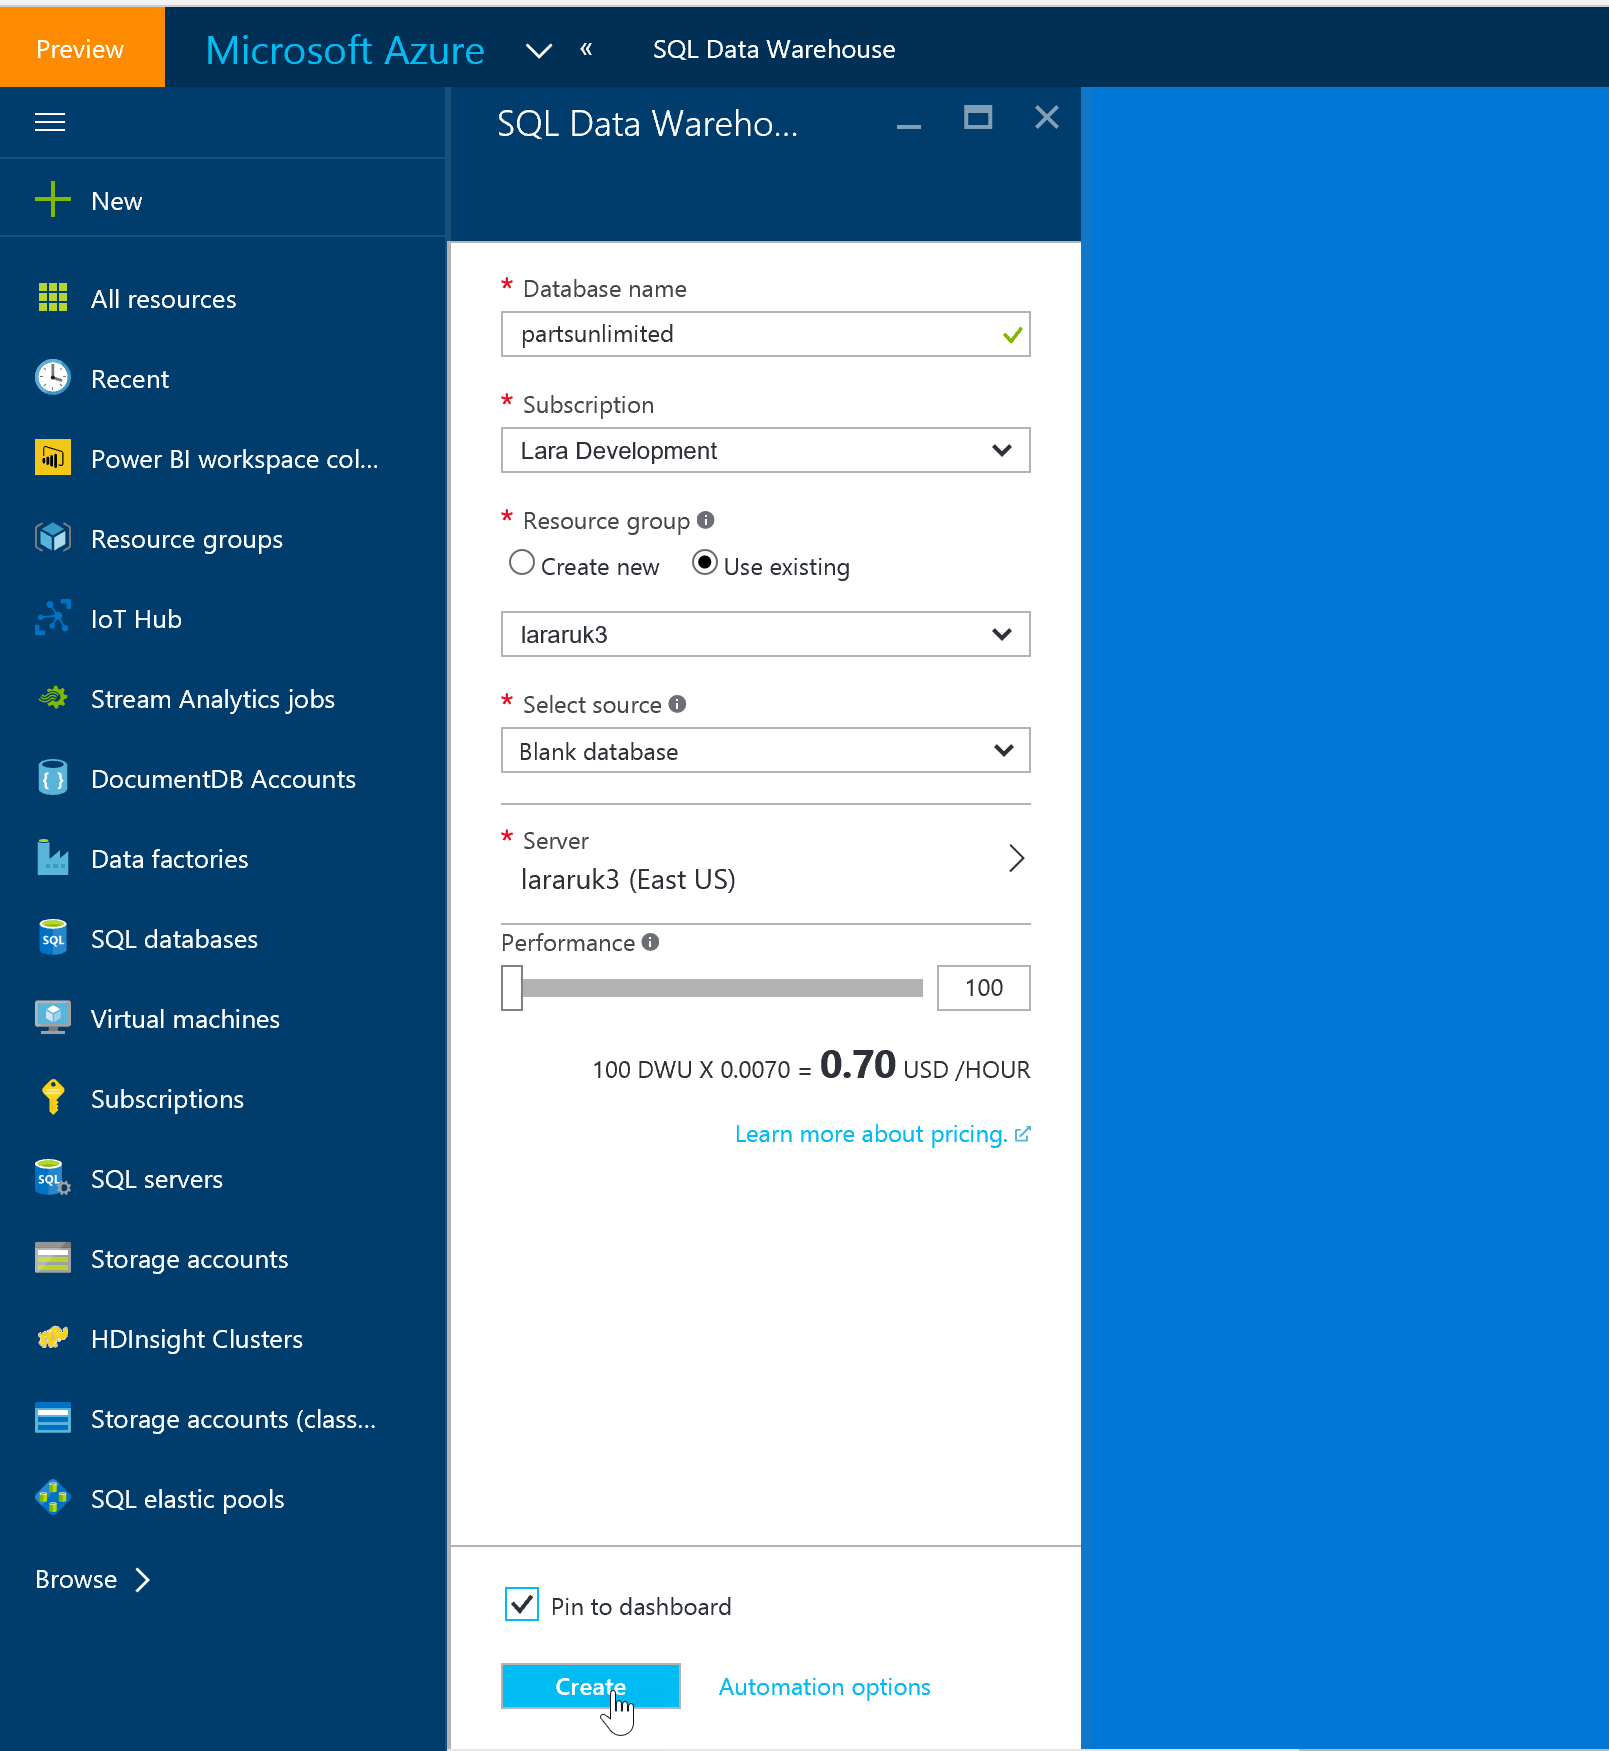 Preview
Microsoft Azure
«
SQL Data Warehouse
SQL Data Wareho...
New
All resources
Recent
Power BI workspace col...
Resource groups
IoT Hub
Stream Analytics jobs
DocumentDB Accounts
Data factories
SQL
SQL databases
Virtual machines
Subscriptions
SQL
SQL servers
Storage accounts
HDInsight Clusters
Storage accounts (class...
SQL elastic pools
Browse
* Database name
partsunlimited
* Subscription
Lara Development
* Resource group
Create new Use existing
lararuk3
* Select source
Blank database
* Server
lararuk3 (East US)
Performance
100
100 DWU X 0.0070 = 0.70 USD /HOUR
Learn more about pricing.
Pin to dashboard
Create Automation options